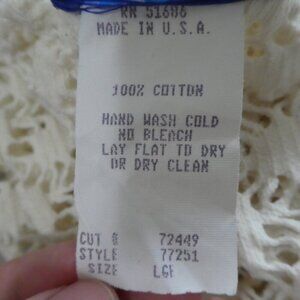 RN 51686
MADE IN U.S.A.
100% COTTON
HAND WASH COLD
NO BLEACH
LAY FLAT TO DRY
OR DRY CLEAN
CUT # 72449
STYLE 77251
SIZE LGE